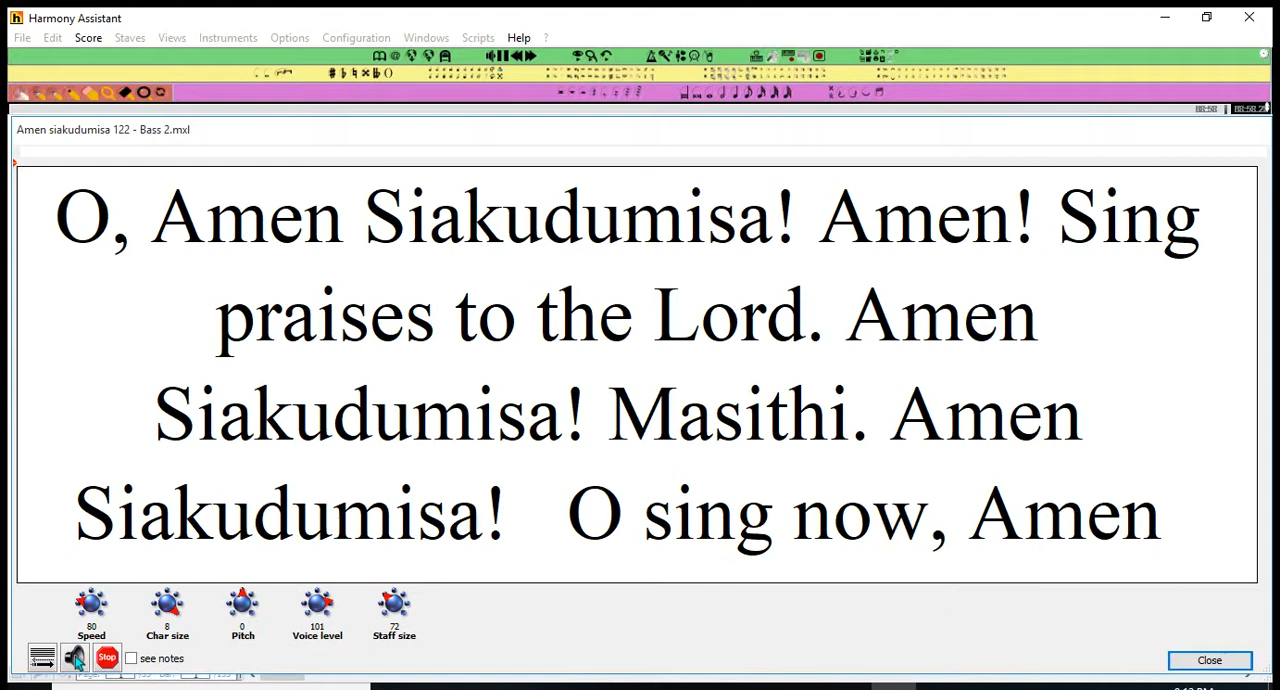 Harmony Assistant
File Edit Score Staves Views Instruments Options Configuration Windows Scripts Help ?
Amen siakudumisa 122 - Bass 2.mxl
O, Amen Siakudumisa! Amen! Sing
praises to the Lord. Amen
Siakudumisa! Masithi. Amen
Siakudumisa! O sing now, Amen
80 8 0 101 72
Speed Char size Pitch Voice level Staff size
Stop see notes Close